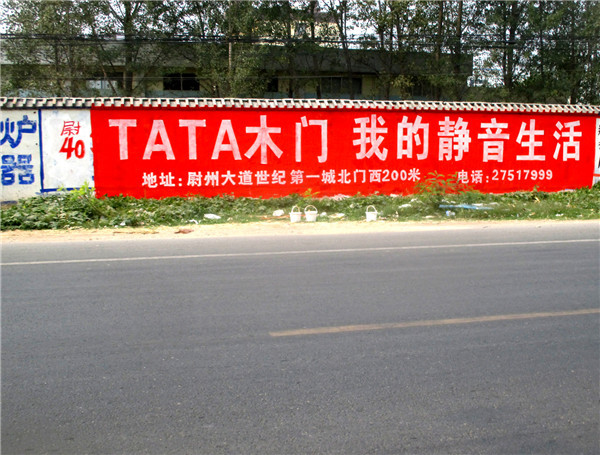 炉
器
尉
40
TATA木门 我的静音生活
地址:尉州大道世纪第一城北门西200米 电话:27517999